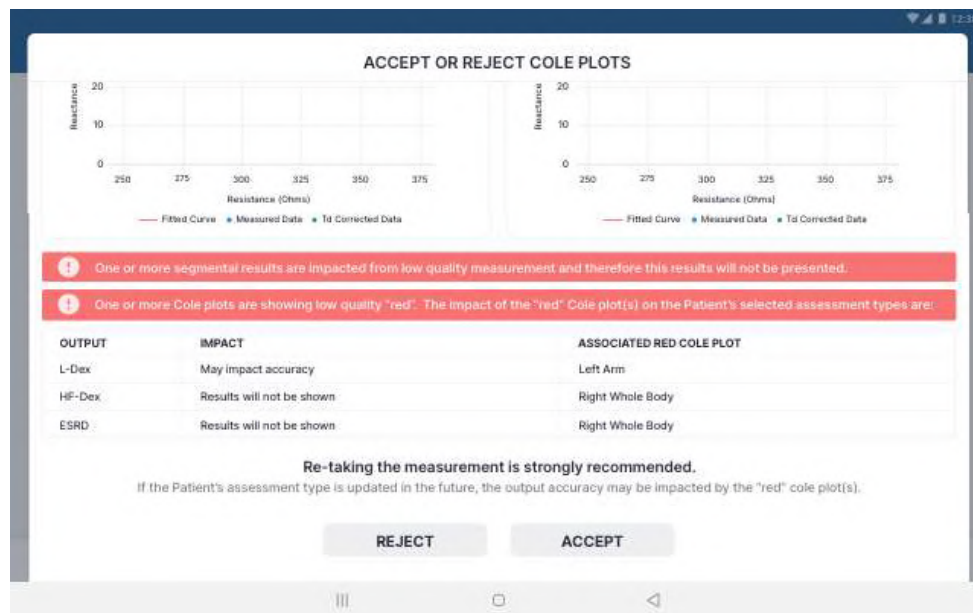 12:3
ACCEPT OR REJECT COLE PLOTS
Reactance
20
10
0
250 275 300 325 350 375
Resistance (Ohms)
Fitted Curve Measured Data Td Corrected Data
Reactance
20
10
0
250 275 300 325 350 375
Resistance (Ohms)
Fitted Curve Measured Data Td Corrected Data
One or more segmental results are impacted from low quality measurement and therefore this results will not be presented.
One or more Cole plots are showing low quality "red". The impact of the "red" Cole plot(s) on the Patient's selected assessment types are:
OUTPUT IMPACT ASSOCIATED RED COLE PLOT
L-Dex May impact accuracy Left Arm
HF-Dex Results will not be shown Right Whole Body
ESRD Results will not be shown Right Whole Body
Re-taking the measurement is strongly recommended.
If the Patient's assessment type is updated in the future, the output accuracy may be impacted by the "red" cole plot(s).
REJECT ACCEPT